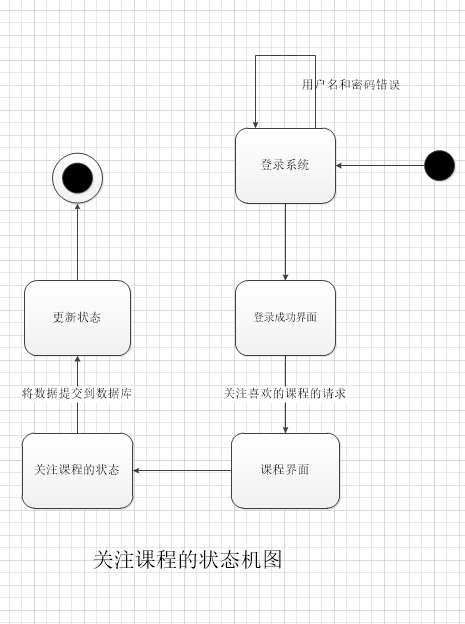 用户名和密码错误
登录系统
更新状态
登录成功界面
将数据提交到数据库
关注喜欢的课程的请求
关注课程的状态
课程界面
关注课程的状态机图